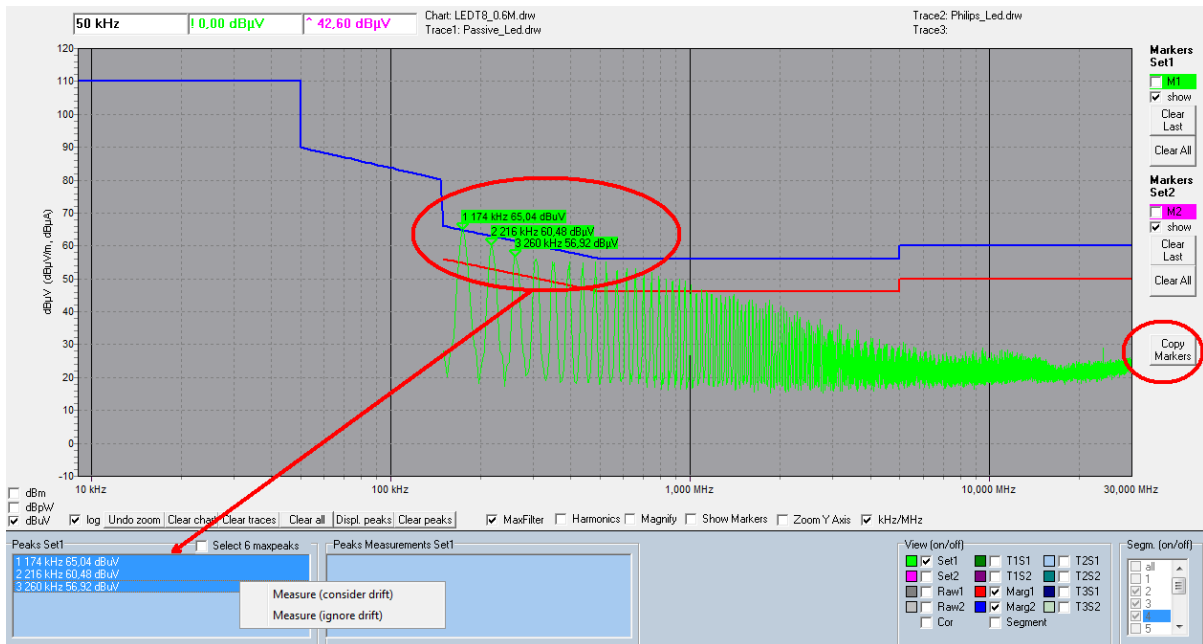 50 kHz
! 0,00 dBµV
^ 42,60 dBµV
Chart: LEDT8_0.6M.drw
Trace1: Passive_Led.drw
Trace2: Philips_Led.drw
Trace3:
dBµV (dBµV/m, dBµA)
120
110
100
90
80
70
60
50
40
30
20
10
0
-10
1 174 kHz 65,04 dBuV
2 216 kHz 60,48 dBµV
3 260 kHz 56,92 dBµV
10 kHz
100 kHz
1,000 MHz
10,000 MHz
30,000 MHz
Markers
Set1
M1
show
Clear
Last
Clear All
Markers
Set2
M2
show
Clear
Last
Clear All
Copy
Markers
dBm
dBpW
dBuV
log
Undo zoom
Clear chart
Clear traces
Clear all
Displ. peaks
Clear peaks
MaxFilter
Harmonics
Magnify
Show Markers
Zoom Y Axis
kHz/MHz
Peaks Set1
Select 6 maxpeaks
1 174 kHz 65,04 dBuV
2 216 kHz 60,48 dBuV
3 260 kHz 56,92 dBuV
Measure (consider drift)
Measure (ignore drift)
Peaks Measurements Set1
View (on/off)
Set1
T1S1
T2S1
Set2
T1S2
T2S2
Raw1
Marg1
T3S1
Raw2
Marg2
T3S2
Cor
Segment
Segm. (on/off)
all
1
2
3
4
5